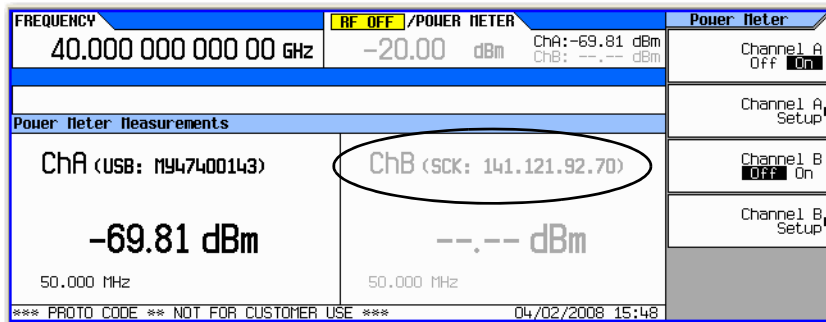 FREQUENCY
40.000 000 000 00 GHz
RF OFF /POWER METER
-20.00 dBm
ChA:-69.81 dBm
ChB: --.-- dBm
Power Meter Measurements
ChA (USB: MY47400143)
-69.81 dBm
50.000 MHz
ChB (SCK: 141.121.92.70)
--.-- dBm
50.000 MHz
*** PROTO CODE ** NOT FOR CUSTOMER USE ***
04/02/2008 15:48
Power Meter
Channel A
Off On
Channel A
Setup
Channel B
Off On
Channel B
Setup